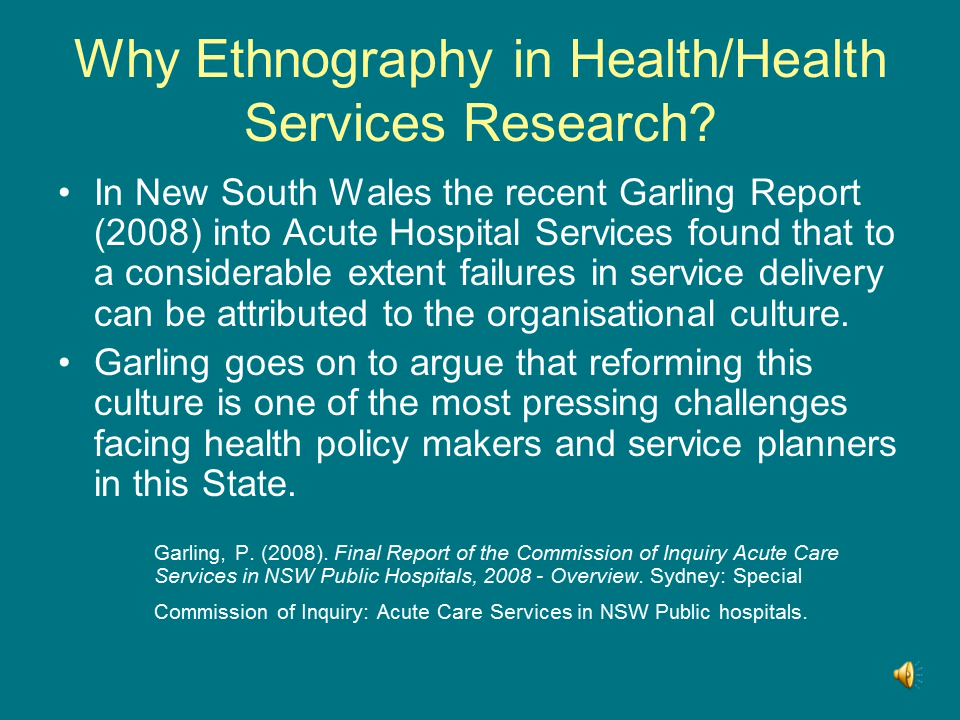 Why Ethnography in Health/Health
Services Research?
• In New South Wales the recent Garling Report
(2008) into Acute Hospital Services found that to
a considerable extent failures in service delivery
can be attributed to the organisational culture.
• Garling goes on to argue that reforming this
culture is one of the most pressing challenges
facing health policy makers and service planners
in this State.
Garling, P. (2008). Final Report of the Commission of Inquiry Acute Care
Services in NSW Public Hospitals, 2008 - Overview. Sydney: Special
Commission of Inquiry: Acute Care Services in NSW Public hospitals.